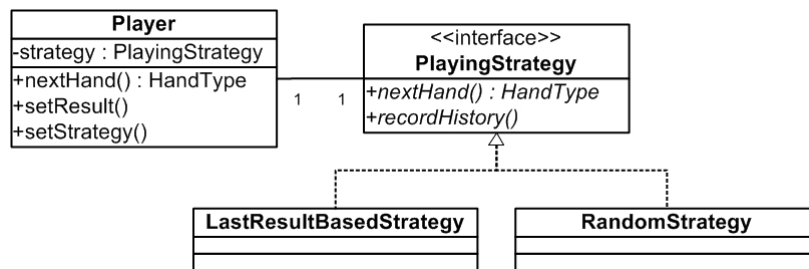 Player
-strategy : PlayingStrategy
+nextHand() : HandType
+setResult()
+setStrategy()
1 1
<<interface>>
PlayingStrategy
+nextHand() : HandType
+recordHistory()
LastResultBasedStrategy
RandomStrategy